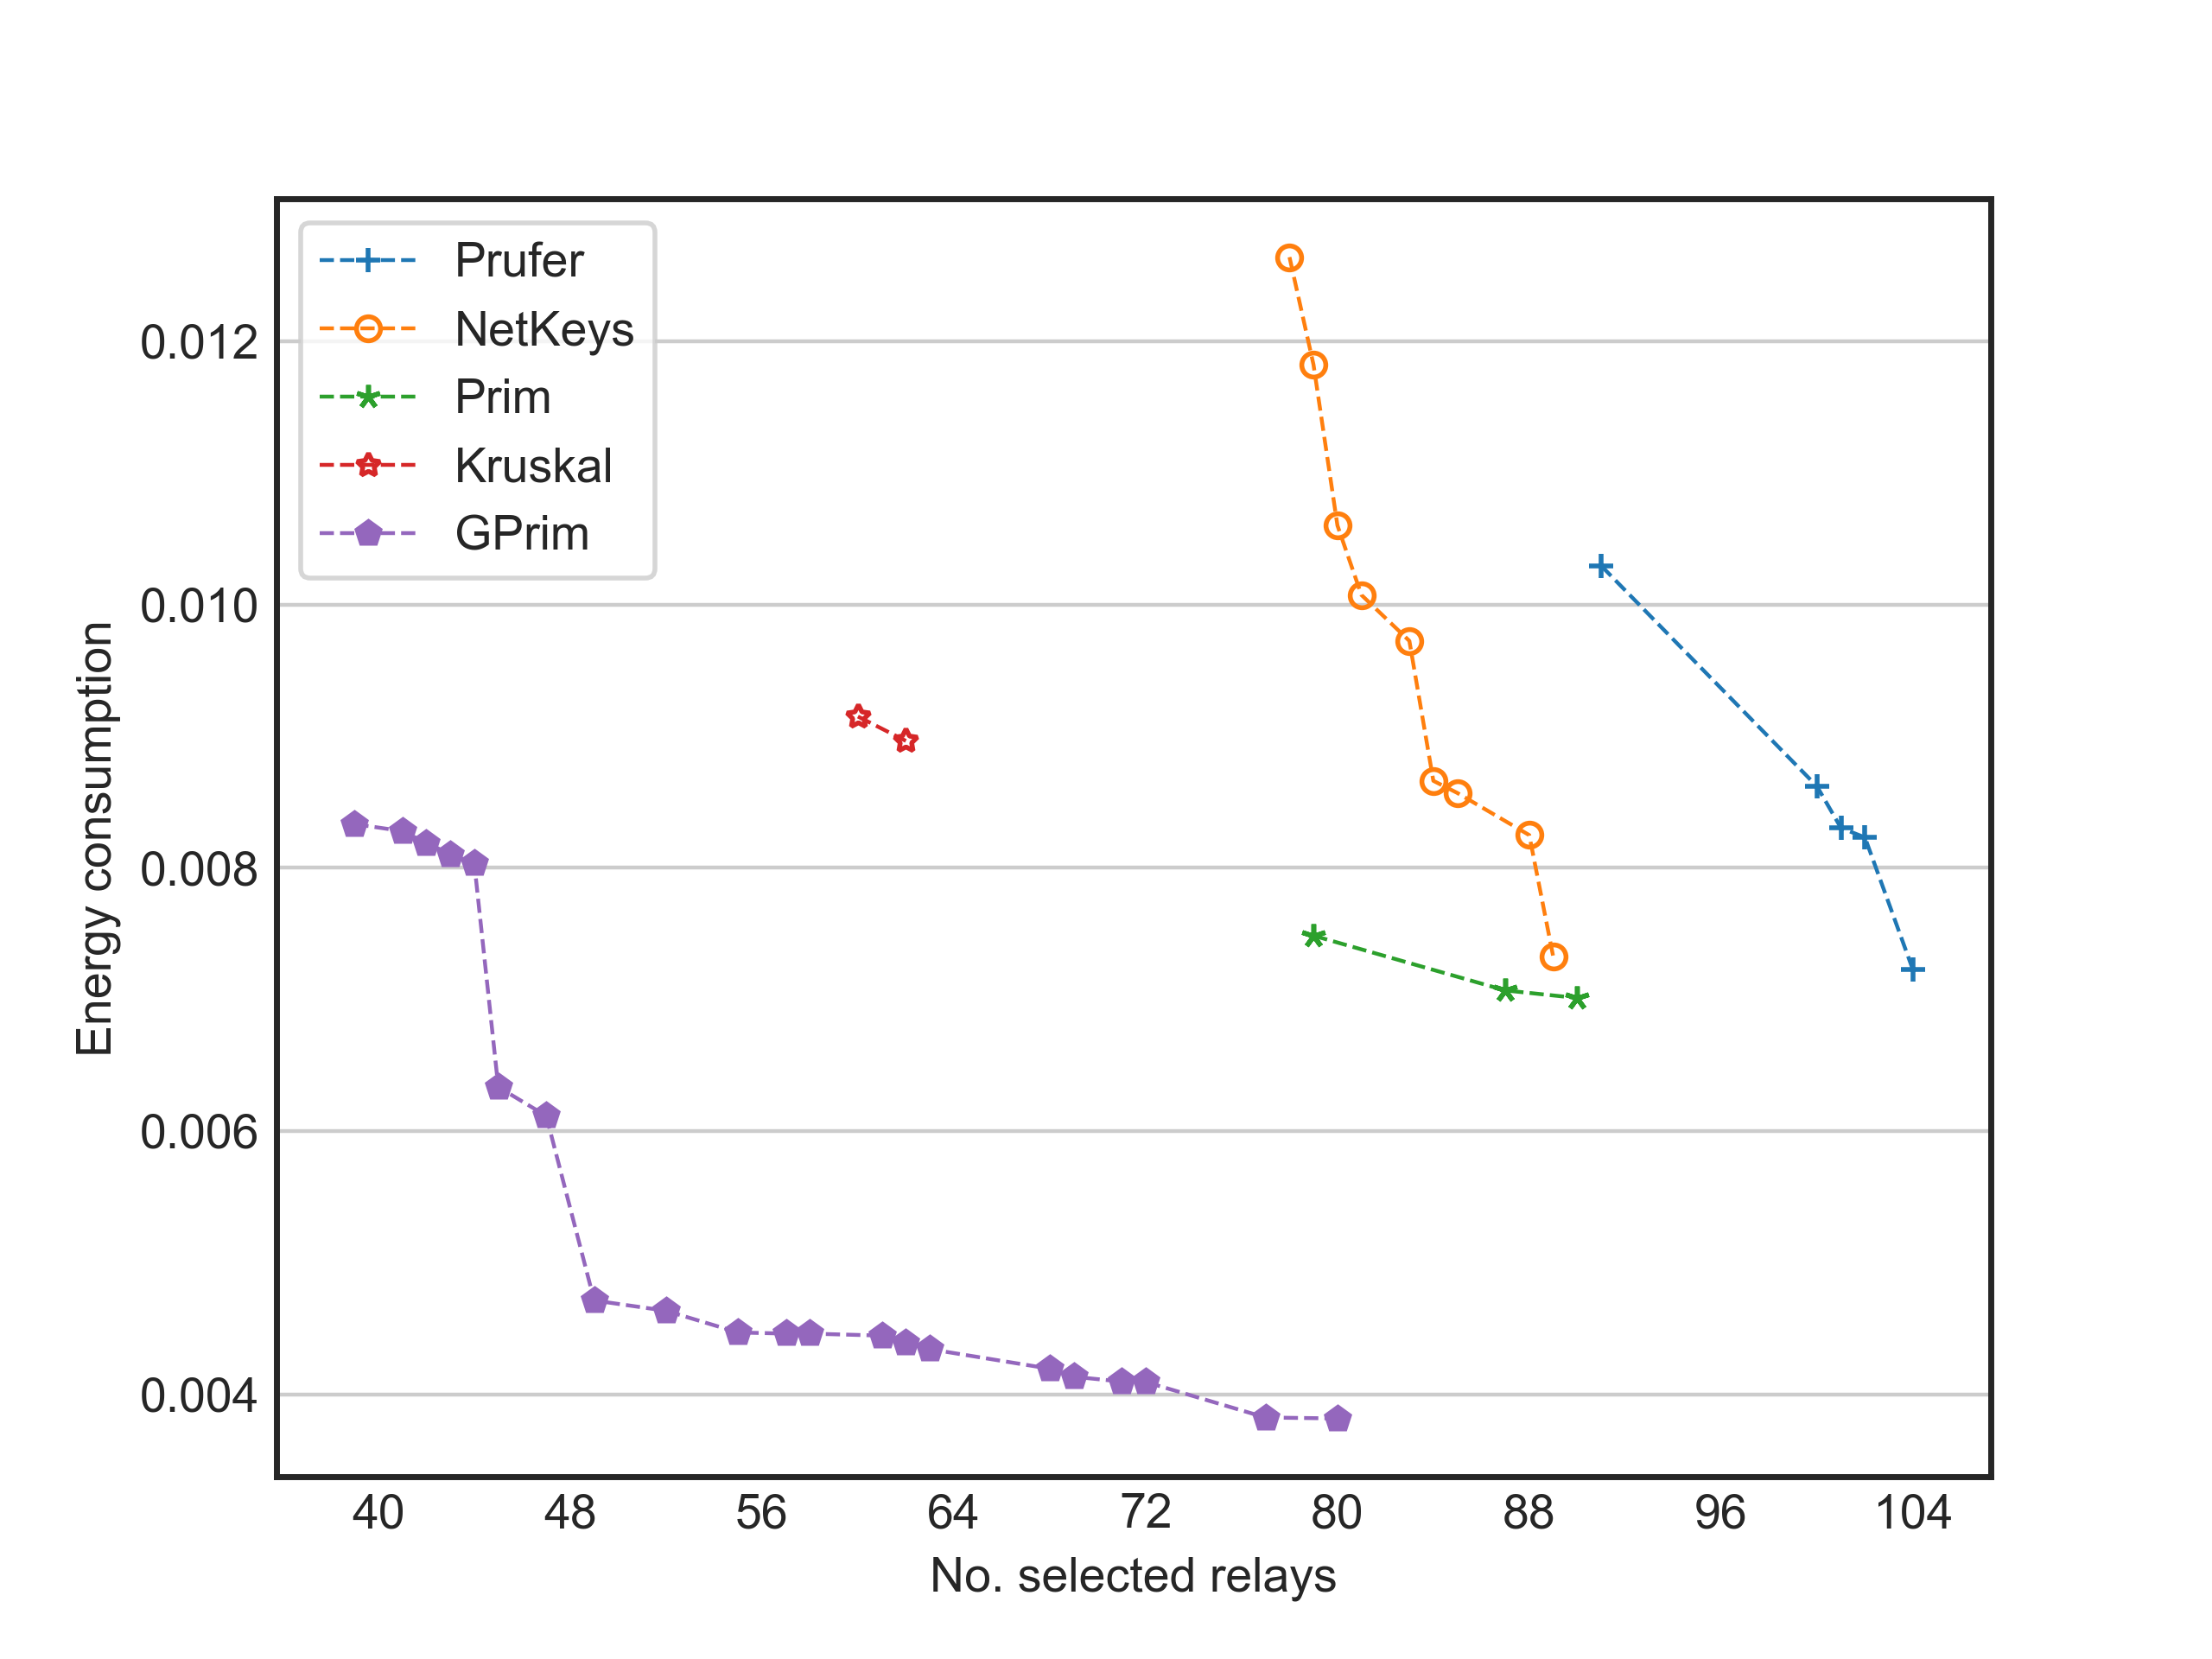 Prufer
NetKeys
Prim
Kruskal
GPrim
0.012
0.010
0.008
0.006
0.004
Energy consumption
40 48 56 64 72 80 88 96 104
No. selected relays